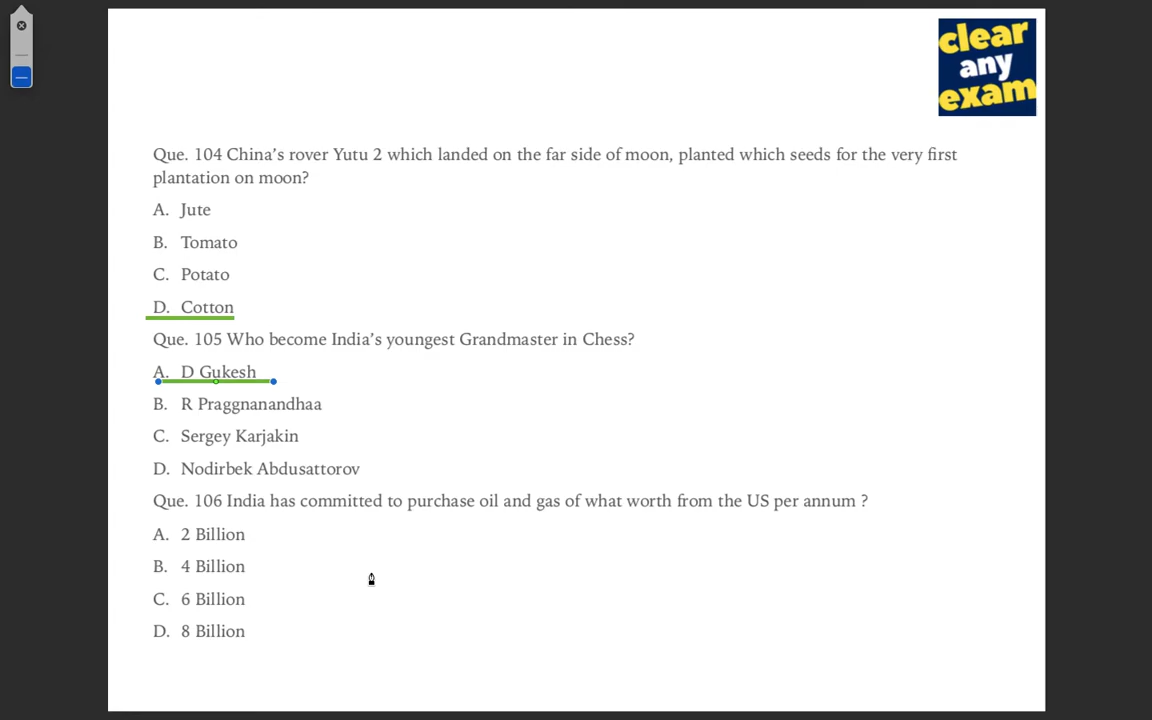 clear
any
exam
Que. 104 China’s rover Yutu 2 which landed on the far side of moon, planted which seeds for the very first
plantation on moon?
A. Jute
B. Tomato
C. Potato
D. Cotton
Que. 105 Who become India’s youngest Grandmaster in Chess?
A. D Gukesh
B. R Praggnanandhaa
C. Sergey Karjakin
D. Nodirbek Abdusattorov
Que. 106 India has committed to purchase oil and gas of what worth from the US per annum ?
A. 2 Billion
B. 4 Billion
C. 6 Billion
D. 8 Billion